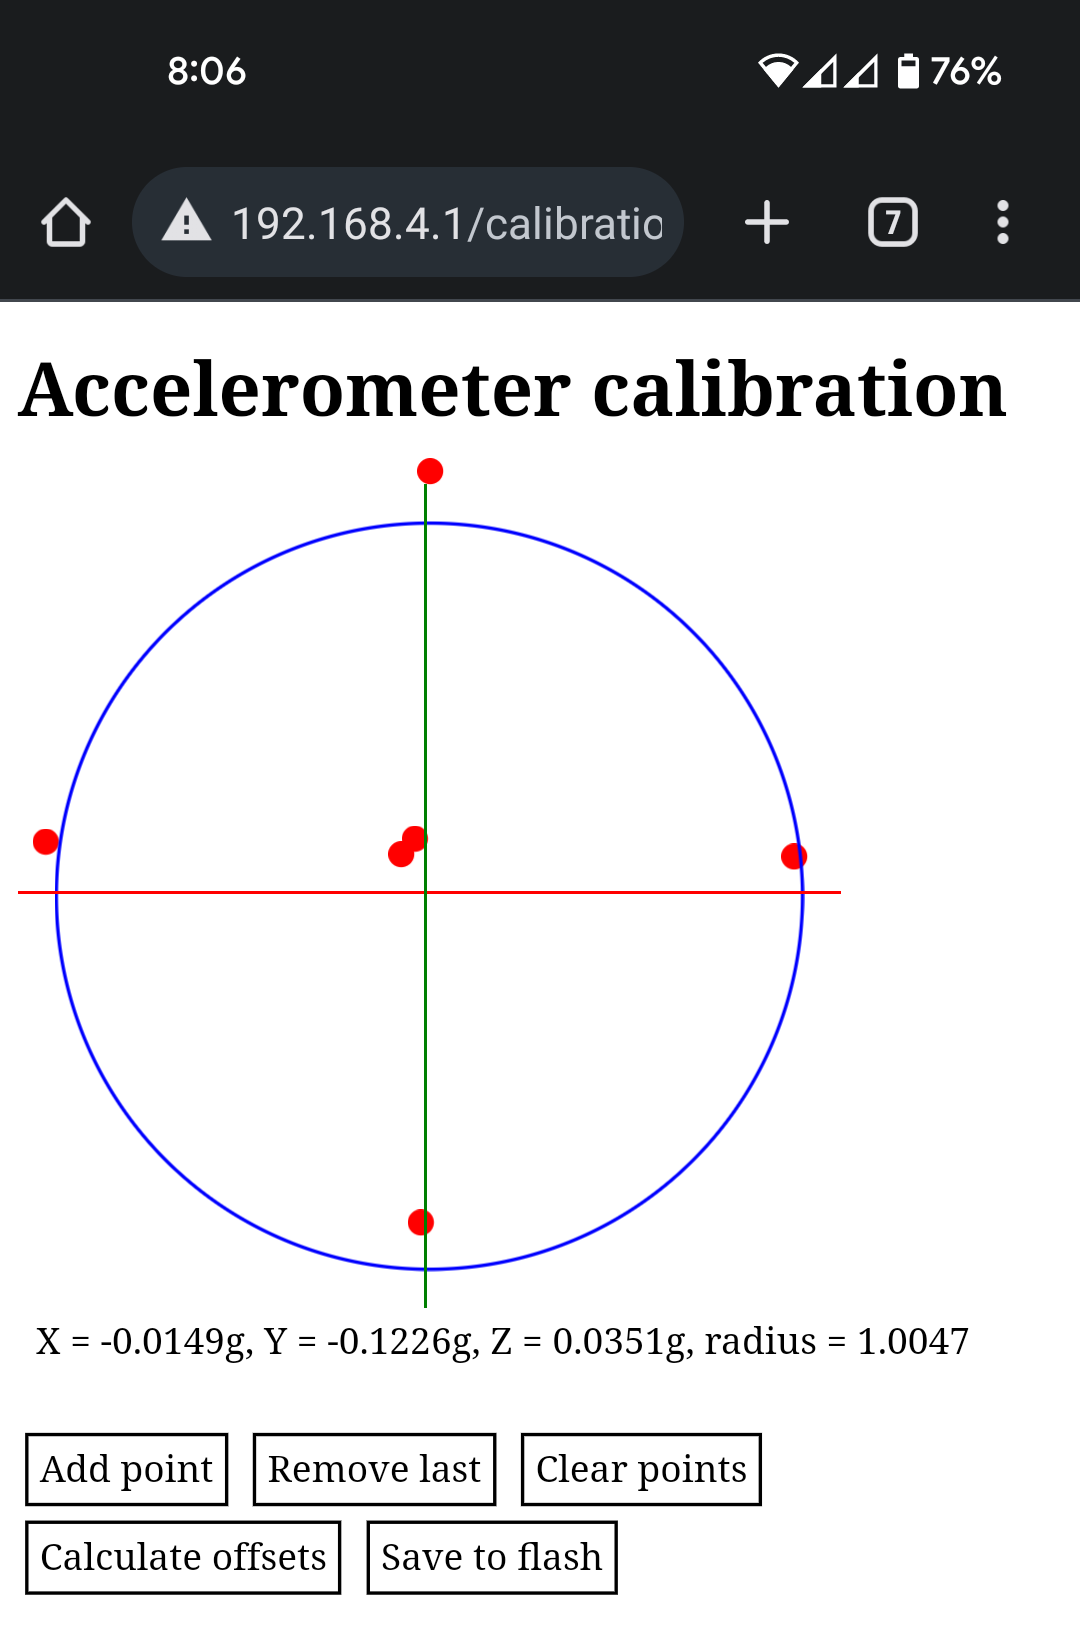 8:06 76%
192.168.4.1/calibratio 7
Accelerometer calibration
X = -0.0149g, Y = -0.1226g, Z = 0.0351g, radius = 1.0047
Add point Remove last Clear points
Calculate offsets Save to flash